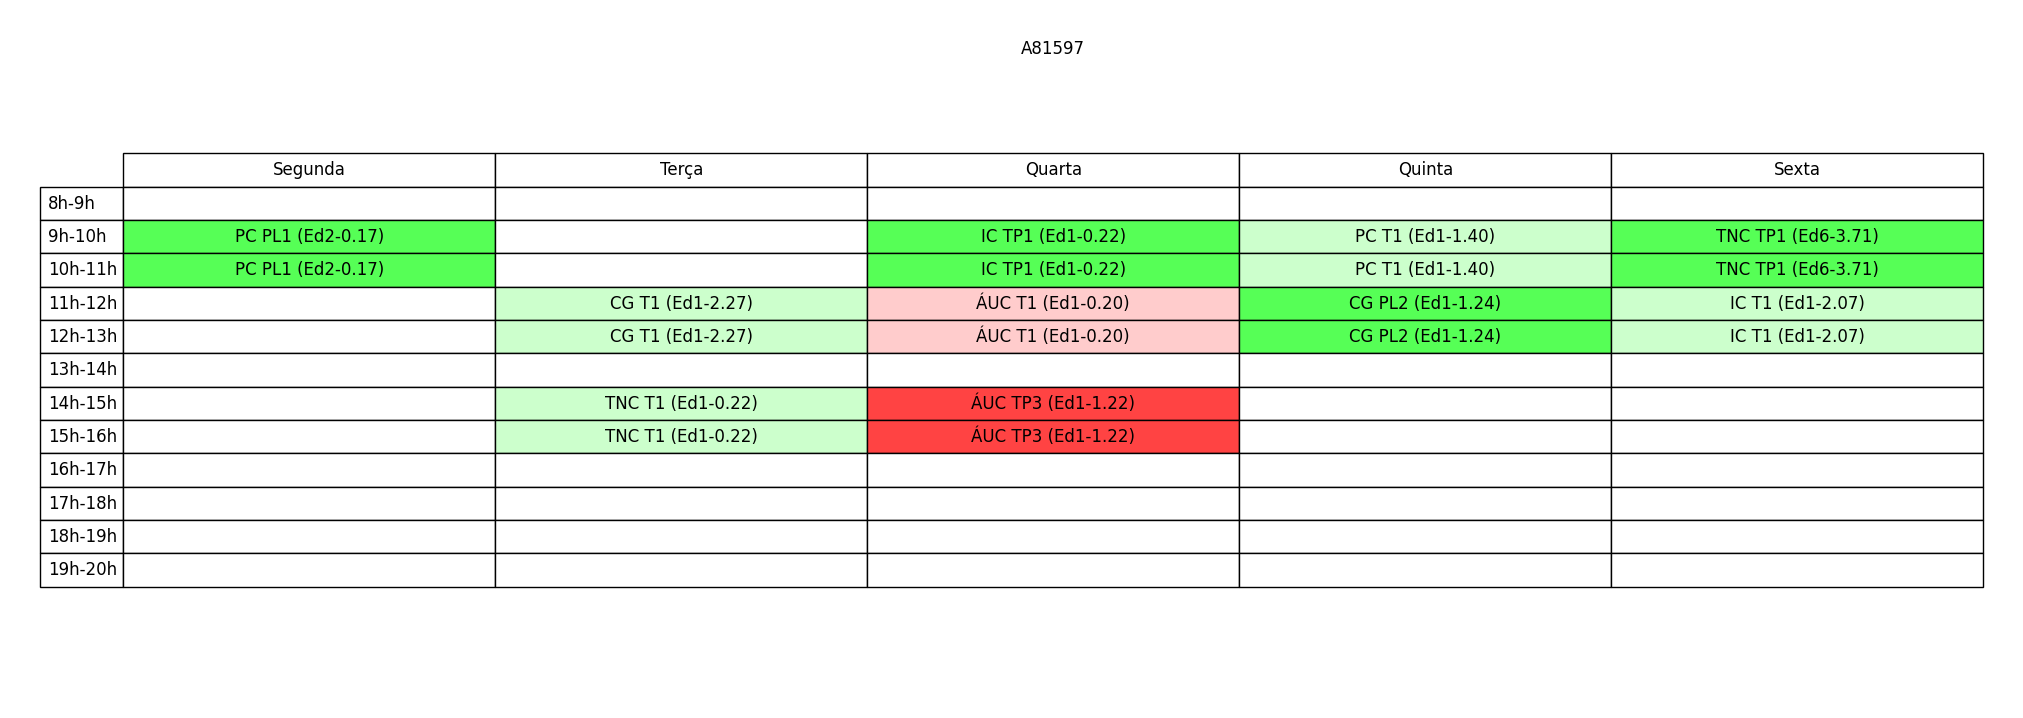 A81597
Segunda Terça Quarta Quinta Sexta
8h-9h
9h-10h PC PL1 (Ed2-0.17) IC TP1 (Ed1-0.22) PC T1 (Ed1-1.40) TNC TP1 (Ed6-3.71)
10h-11h PC PL1 (Ed2-0.17) IC TP1 (Ed1-0.22) PC T1 (Ed1-1.40) TNC TP1 (Ed6-3.71)
11h-12h CG T1 (Ed1-2.27) ÁUC T1 (Ed1-0.20) CG PL2 (Ed1-1.24) IC T1 (Ed1-2.07)
12h-13h CG T1 (Ed1-2.27) ÁUC T1 (Ed1-0.20) CG PL2 (Ed1-1.24) IC T1 (Ed1-2.07)
13h-14h
14h-15h TNC T1 (Ed1-0.22) ÁUC TP3 (Ed1-1.22)
15h-16h TNC T1 (Ed1-0.22) ÁUC TP3 (Ed1-1.22)
16h-17h
17h-18h
18h-19h
19h-20h